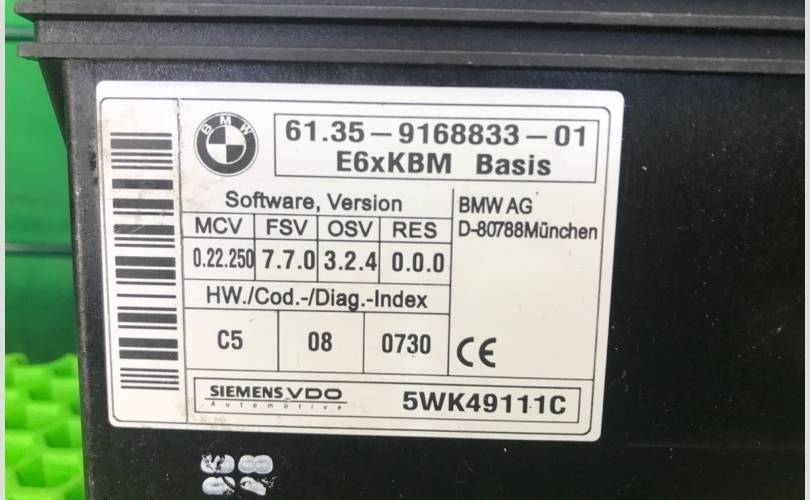 BMW
61.35-9168833-01
E6xKBM Basis
Software, Version
MCV FSV OSV RES
0.22.250 7.7.0 3.2.4 0.0.0
HW./Cod.-/Diag.-Index
C5 08 0730
BMW AG
D-80788München
CE
SIEMENS VDO
Automotive
5WK49111C